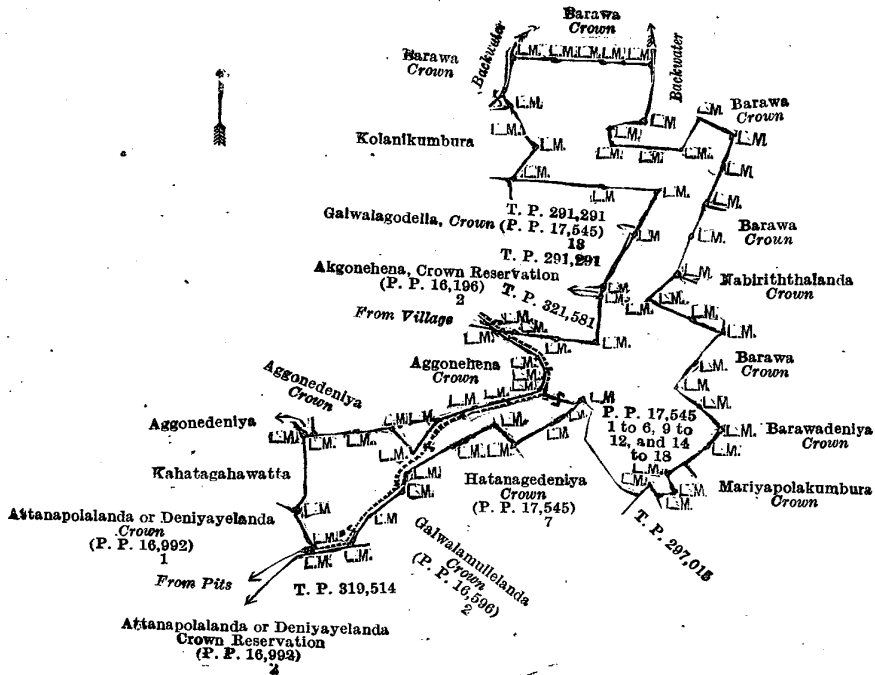 Barawa
Crown
L.M. L.M. L.M. L.M. L.M.
Barawa
Crown
Backwater
Backwater
L.M.
L.M.
L.M.
Barawa
Crown
L.M.
L.M.
L.M.
Kolanikumbura
L.M.
L.M. L.M. L.M.
L.M.
L.M.
L.M.
L.M.
L.M.
T. P. 291,291
Galwalagodella, Crown (P. P. 17,545)
18
T. P. 291,291
L.M.
L.M.
Barawa
Crown
Akgonehena, Crown Reservation
(P. P. 16,196)
2
T. P. 321,581
L.M.
L.M.
L.M.
L.M.
Nabiriththalanda
Crown
From Village
L.M. L.M.
L.M. L.M. L.M.
L.M.
L.M.
Aggonehena
Crown
L.M.
L.M.
L.M.
L.M.
Barawa
Crown
Aggonedeniya
Crown
L.M. L.M.
L.M.
L.M.
P. P. 17,545
1 to 6, 9 to
12, and 14
to 18
Aggonedeniya
L.M. L.M. L.M. L.M. L.M.
L.M.
L.M.
L.M.
Barawadeniya
Crown
Kahatagahawatta
L.M.
L.M.
L.M. L.M.
Hatanagedeniya
Crown
(P. P. 17,545)
7
L.M.
L.M.
L.M.
L.M.
Mariyapolakumbura
Crown
L.M.
L.M.
Attanapolalanda or Deniyayelanda
Crown
(P. P. 16,992)
1
L.M. L.M.
Galwalamullelanda
Crown
(P. P. 16,596)
2
T. P. 297,015
From Pits
T. P. 319,514
Attanapolalanda or Deniyayelanda
Crown Reservation
(P. P. 16,992)
2